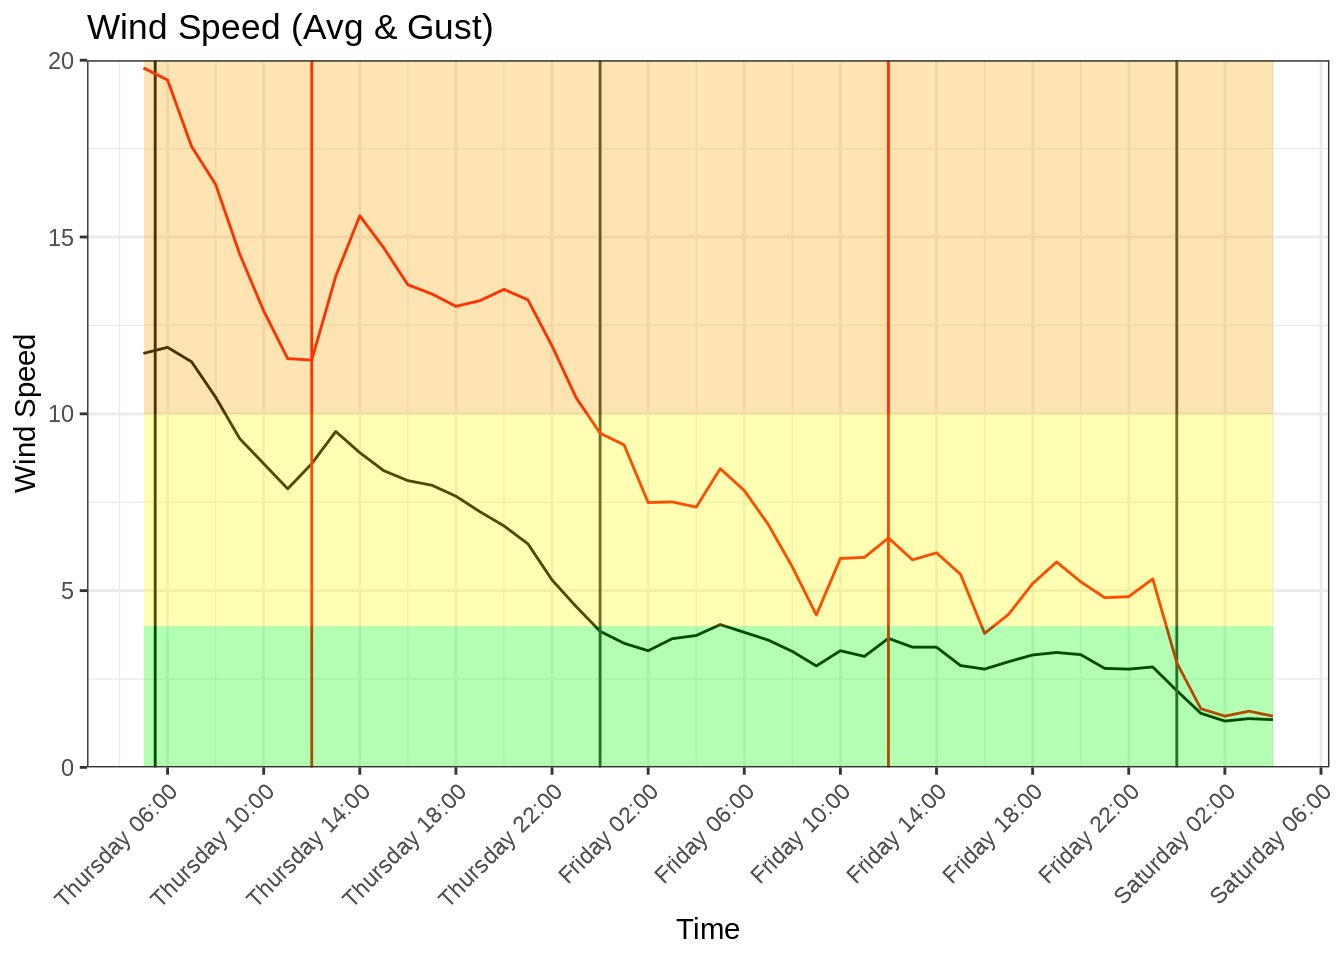 Wind Speed (Avg & Gust)
20
15
10
5
0
Wind Speed
Thursday 06:00
Thursday 10:00
Thursday 14:00
Thursday 18:00
Thursday 22:00
Friday 02:00
Friday 06:00
Friday 10:00
Friday 14:00
Friday 18:00
Friday 22:00
Saturday 02:00
Saturday 06:00
Time